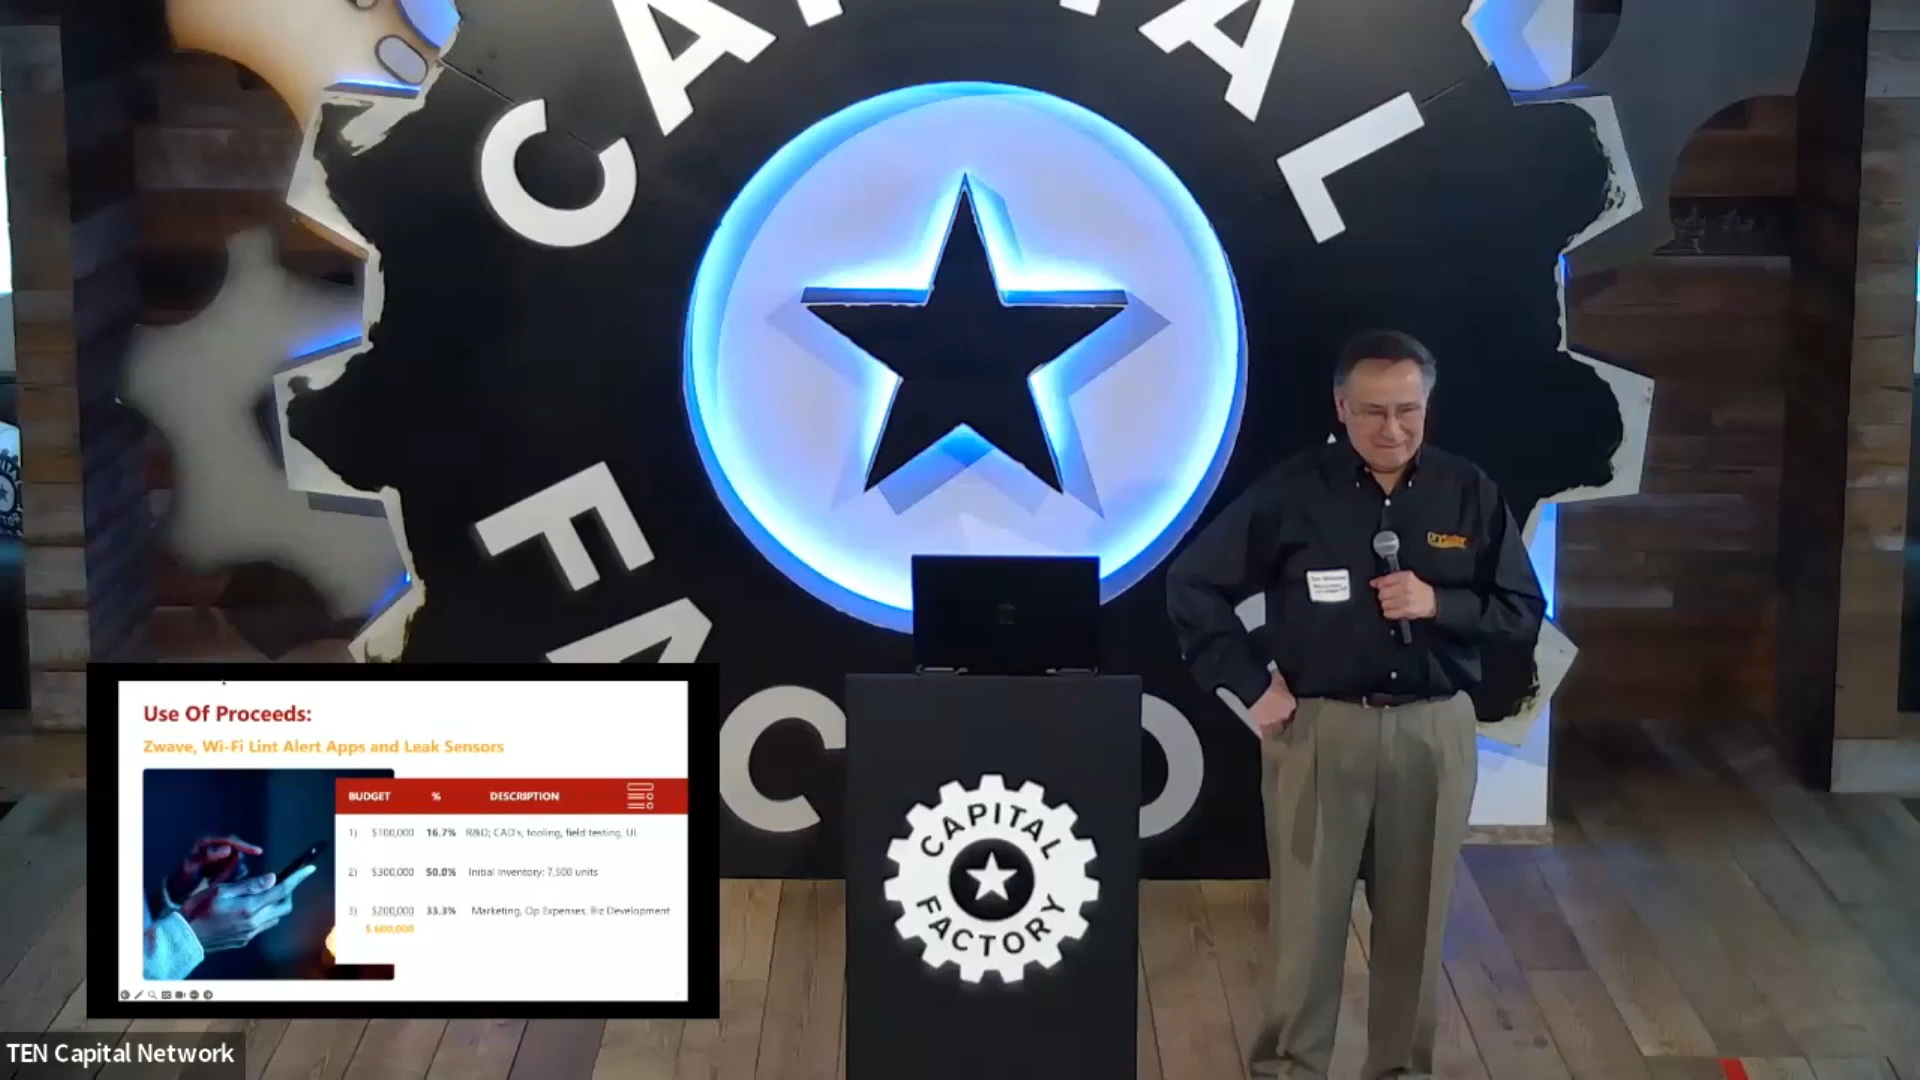 CAPITAL
FAC O
Use Of Proceeds:
Zwave, Wi-Fi Lint Alert Apps and Leak Sensors
BUDGET % DESCRIPTION
1) $100,000 16.7% R&D; CAD's, tooling, field testing, UI
2) $300,000 50.0% Initial Inventory: 7,500 units
3) $200,000 33.3% Marketing, Op Expenses, Biz Development
$ 600,000
CAPITAL
FACTORY
TEN Capital Network